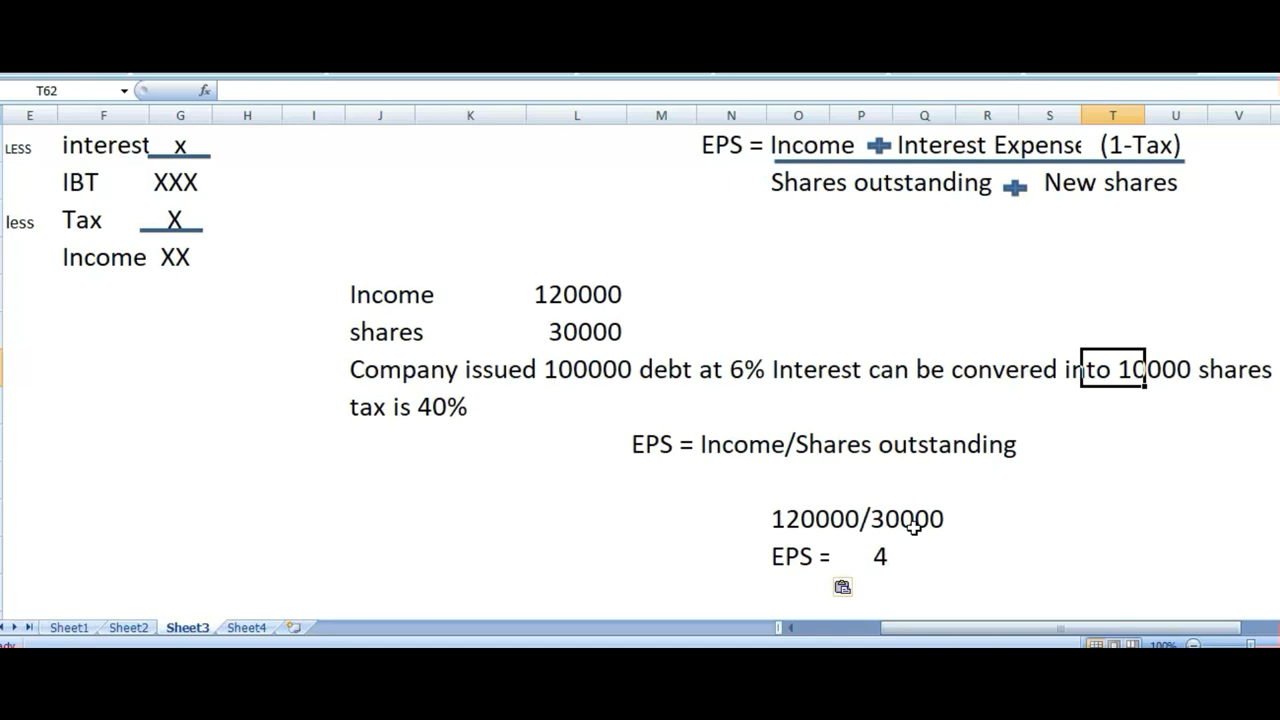 T62 fx
E F G H I J K L M N O P Q R S T U V
LESS interest x EPS = Income Interest Expense (1-Tax)
IBT XXX Shares outstanding New shares
less Tax X
Income XX
Income 120000
shares 30000
Company issued 100000 debt at 6% Interest can be convered into 10000 shares
tax is 40%
EPS = Income/Shares outstanding
120000/30000
EPS = 4
Sheet1 Sheet2 Sheet3 Sheet4
100%